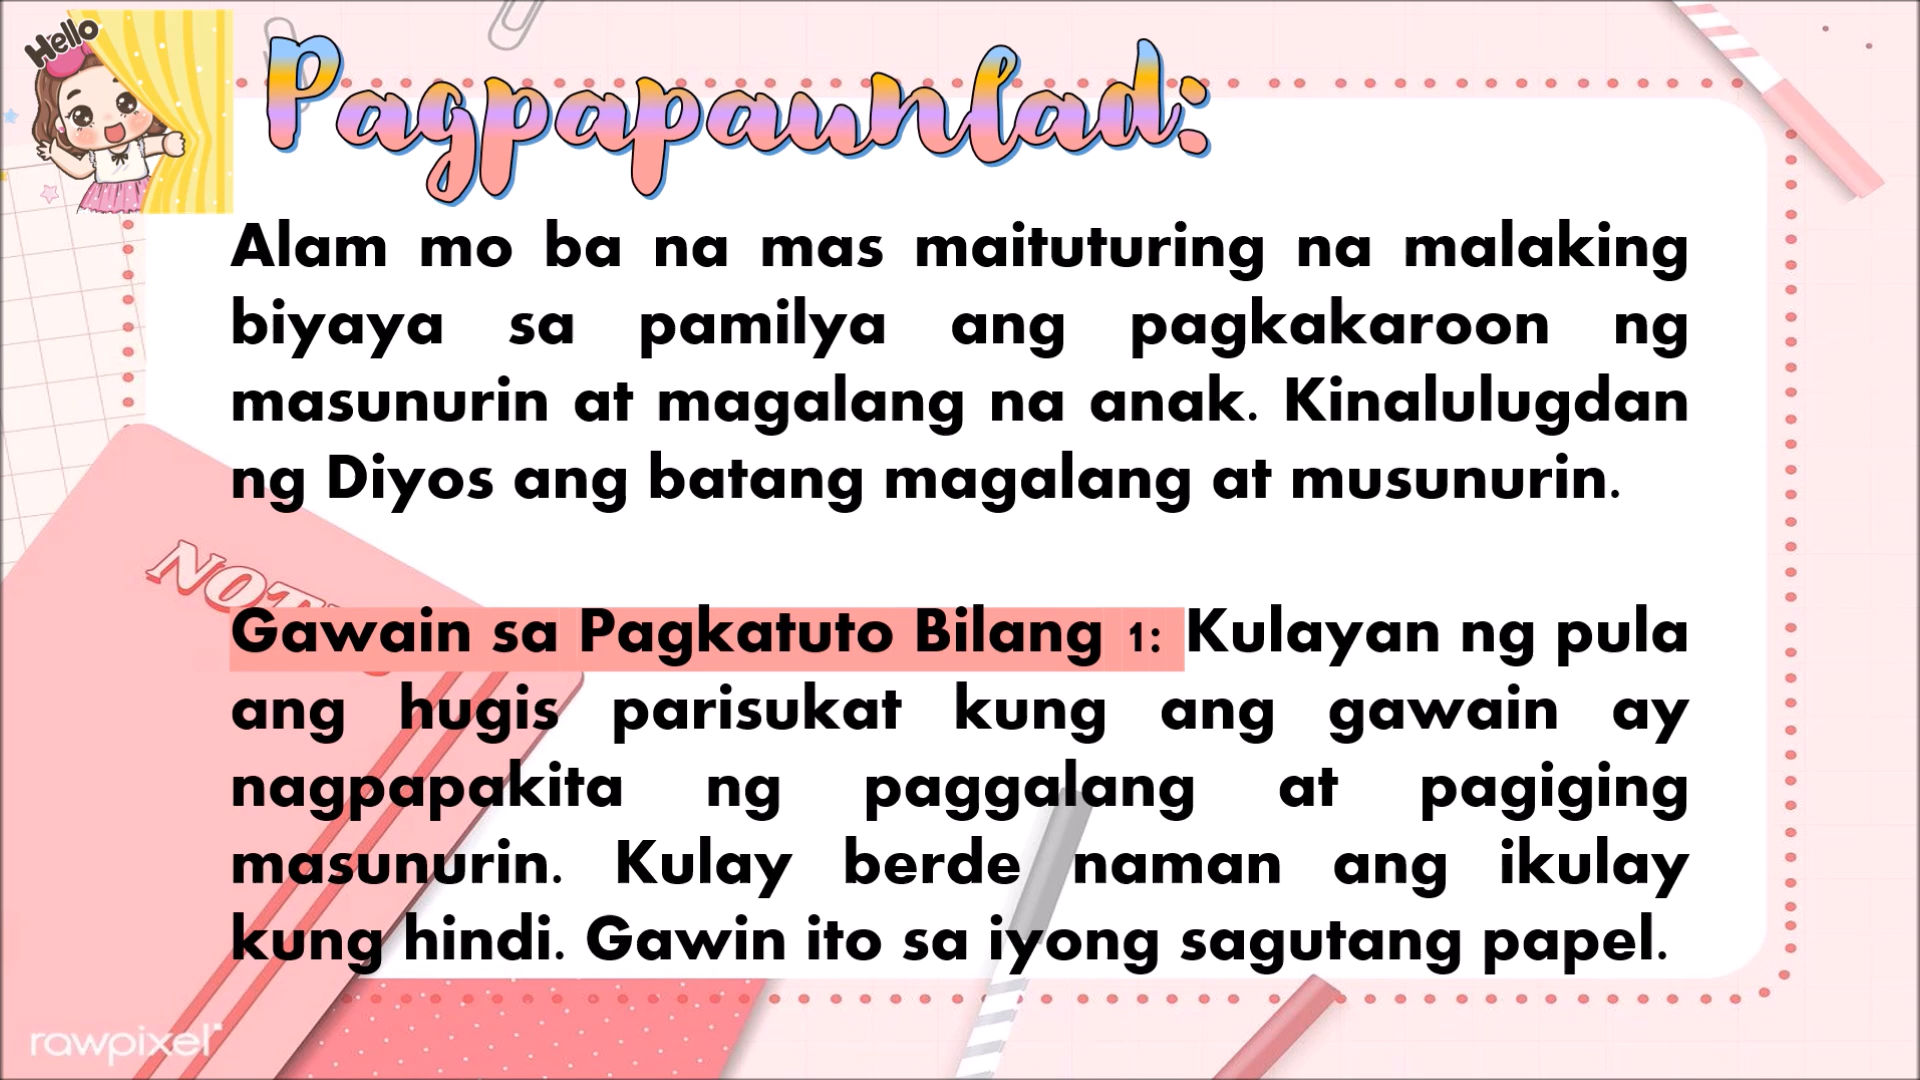 Hello
Pagpapaunlad:
Alam mo ba na mas maituturing na malaking
biyaya sa pamilya ang pagkakaroon ng
masunurin at magalang na anak. Kinalulugdan
ng Diyos ang batang magalang at musunurin.
Gawain sa Pagkatuto Bilang 1: Kulayan ng pula
ang hugis parisukat kung ang gawain ay
nagpapakita ng paggalang at pagiging
masunurin. Kulay berde naman ang ikulay
kung hindi. Gawin ito sa iyong sagutang papel.
rawpixel